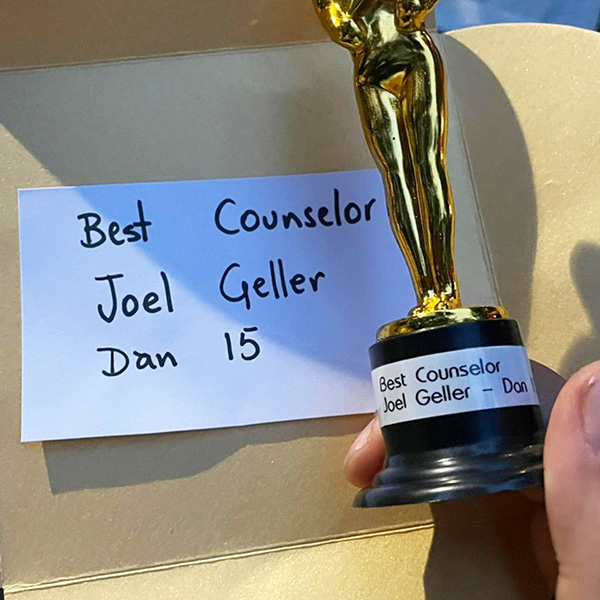 Best Counselor
Joel Geller
Dan 15
Best Counselor
Joel Geller – Dan